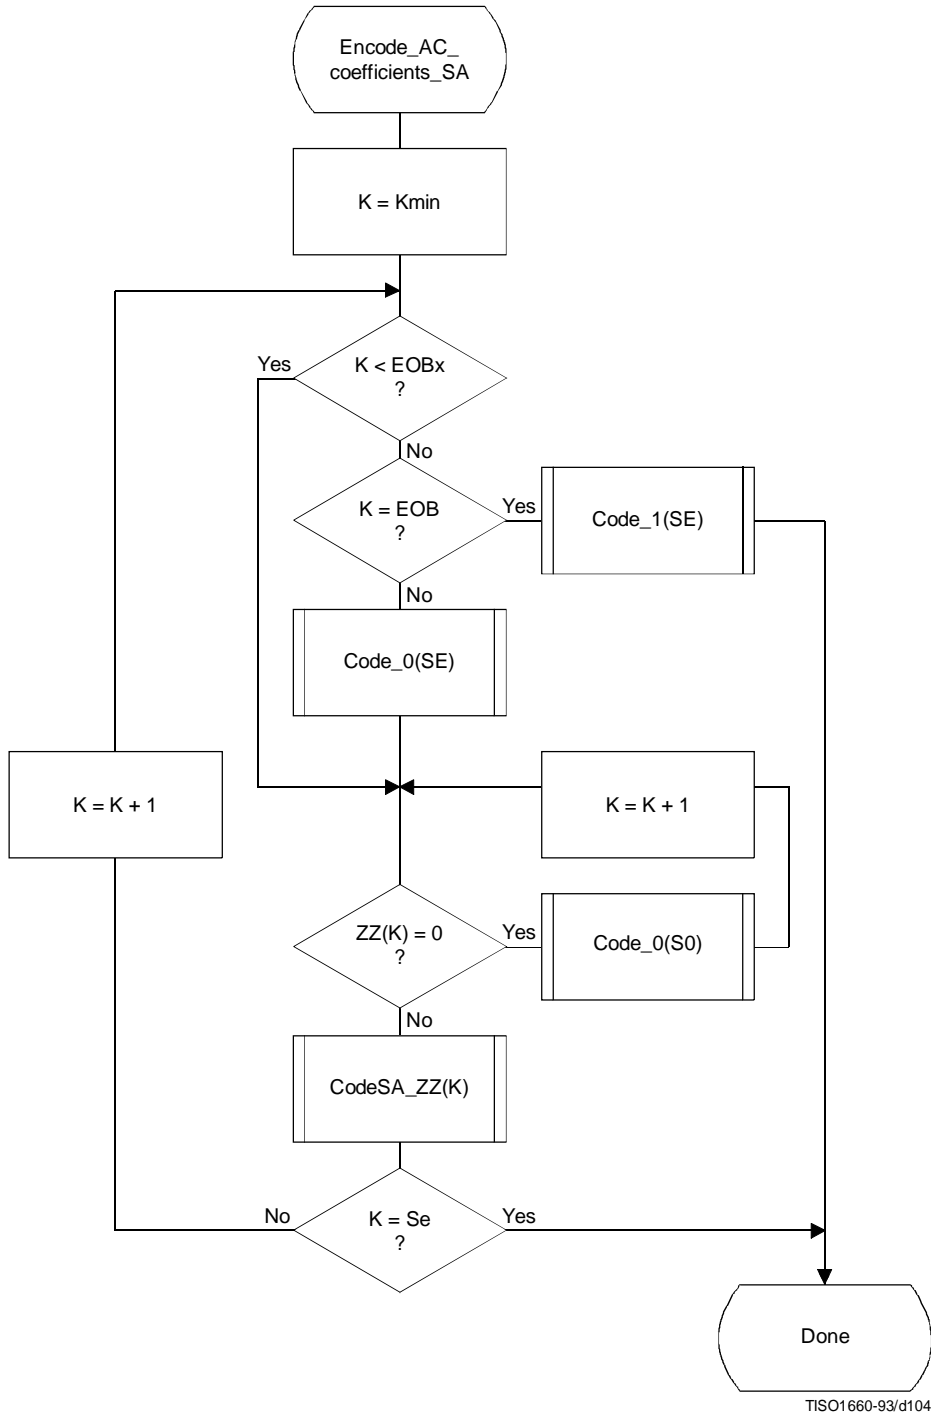 Encode_AC_
coefficients_SA
K = Kmin
Yes
K < EOBx
?
No
K = EOB
?
Yes
Code_1(SE)
No
Code_0(SE)
K = K + 1
K = K + 1
ZZ(K) = 0
?
Yes
Code_0(S0)
No
CodeSA_ZZ(K)
No
K = Se
?
Yes
Done
TISO1660-93/d104